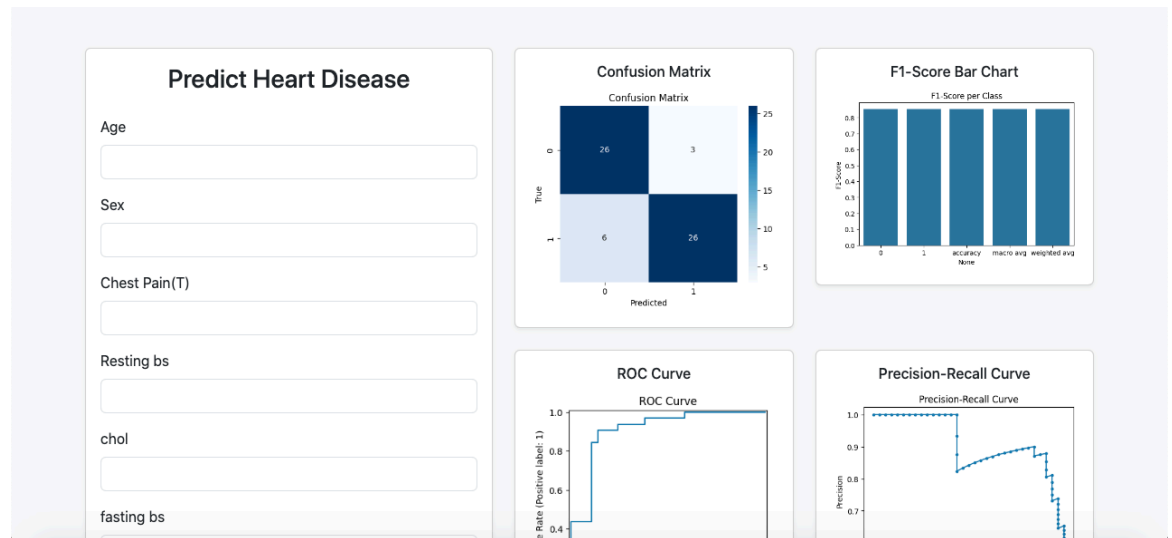 Predict Heart Disease
Age
Sex
Chest Pain(T)
Resting bs
chol
fasting bs
Confusion Matrix
Confusion Matrix
0
1
True
26
3
6
26
0
1
Predicted
25
20
15
10
5
F1-Score Bar Chart
F1-Score per Class
F1-Score
0.8
0.7
0.6
0.5
0.4
0.3
0.2
0.1
0.0
0
1
accuracy
macro avg
weighted avg
None
ROC Curve
ROC Curve
1.0
0.8
0.6
0.4
Rate (Positive label: 1)
Precision-Recall Curve
Precision-Recall Curve
Precision
1.0
0.9
0.8
0.7